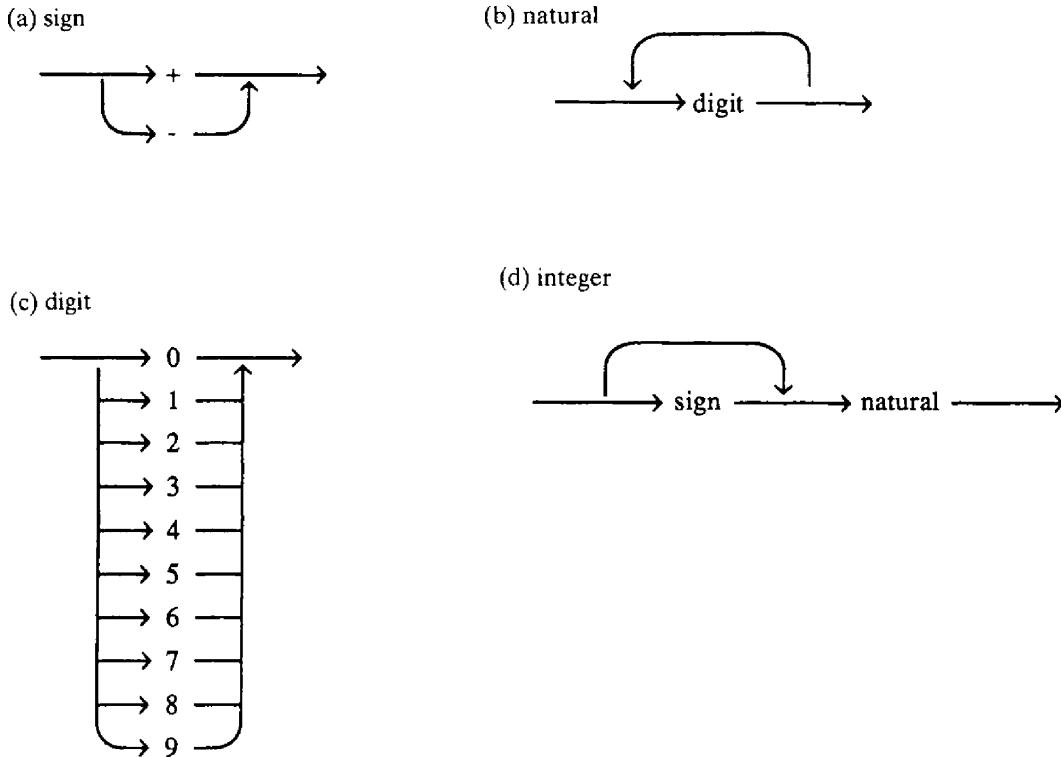 (a) sign
+
-
(b) natural
digit
(c) digit
0
1
2
3
4
5
6
7
8
9
(d) integer
sign natural